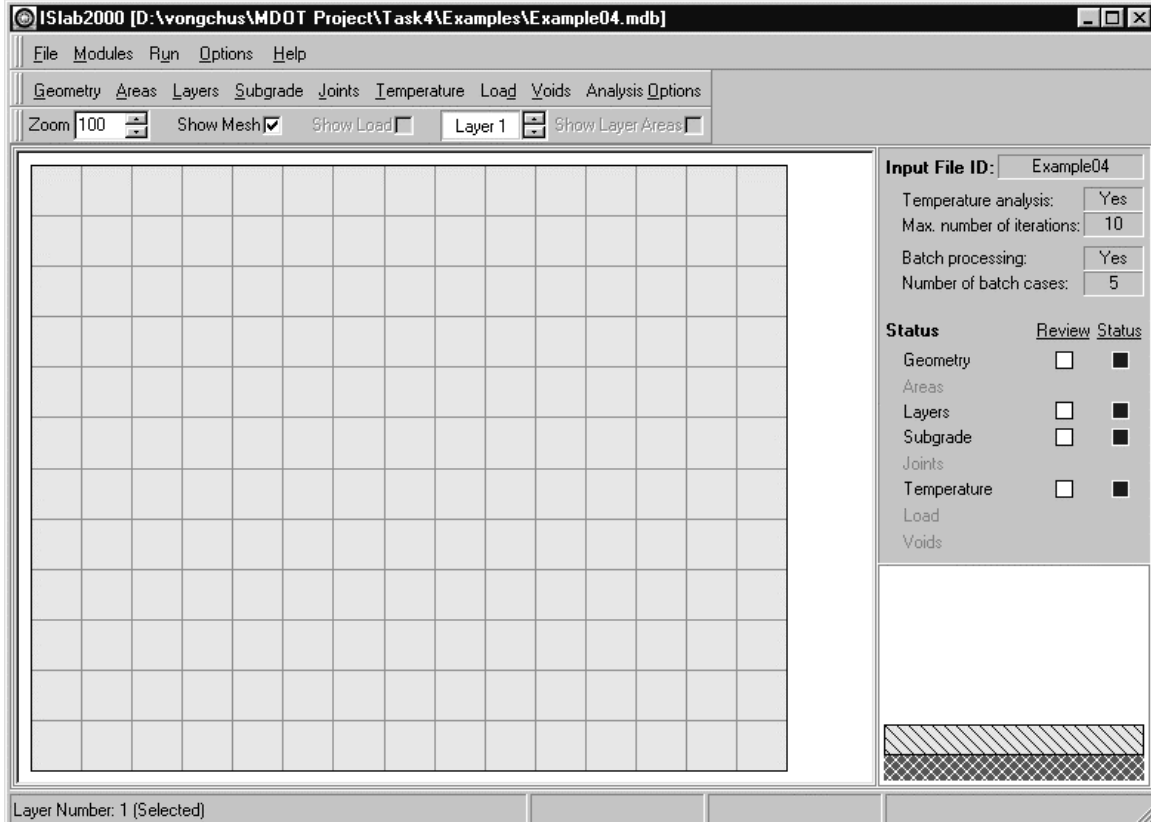 ISlab2000 [D:\vongchus\MDOT Project\Task4\Examples\Example04.mdb]
File Modules Run Options Help
Geometry Areas Layers Subgrade Joints Temperature Load Voids Analysis Options
Zoom 100 Show Mesh Show Load Layer 1 Show Layer Areas
Input File ID: Example04
Temperature analysis: Yes
Max. number of iterations: 10
Batch processing: Yes
Number of batch cases: 5
Status Review Status
Geometry
Areas
Layers
Subgrade
Joints
Temperature
Load
Voids
Layer Number: 1 (Selected)